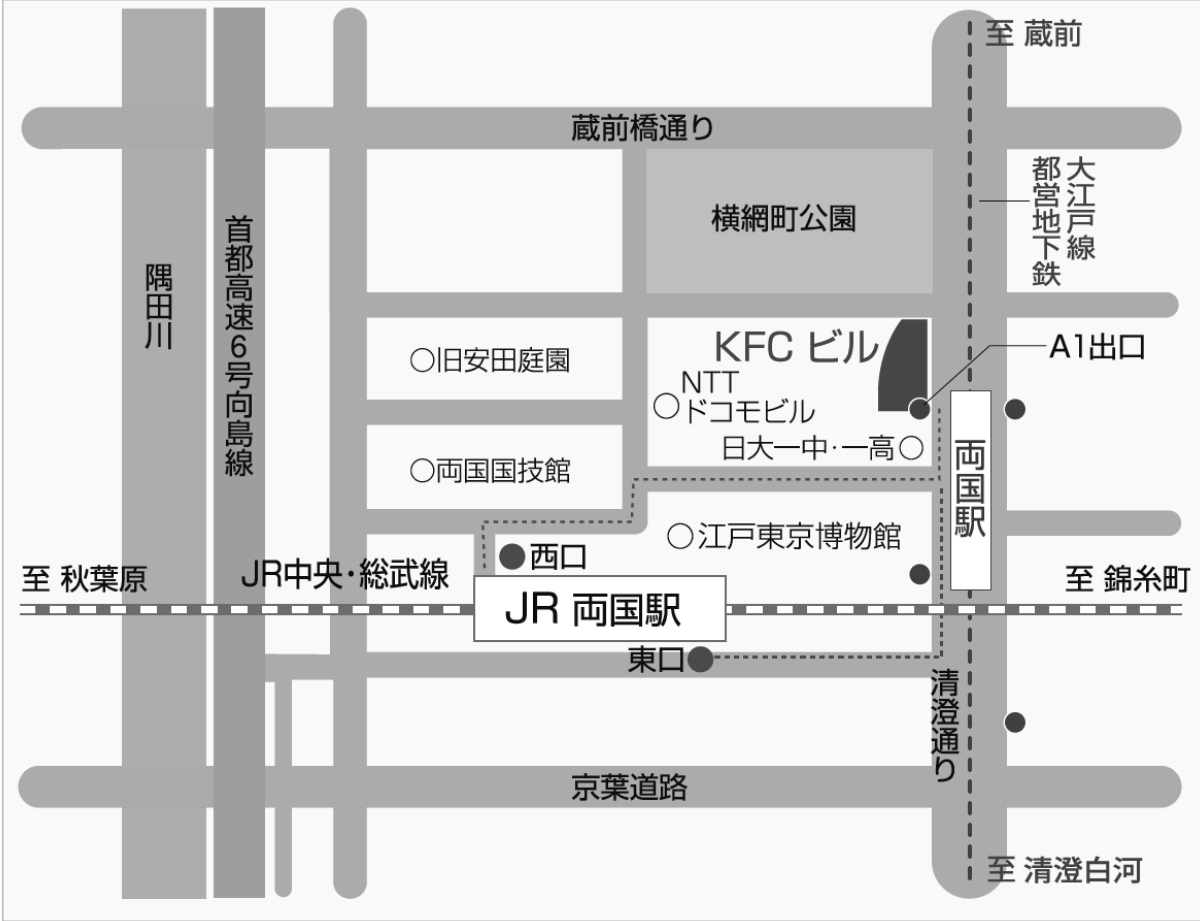 至 蔵前
蔵前橋通り
大江戸線
都営地下鉄
横網町公園
首都高速6号向島線
隅田川
KFC ビル
A1出口
旧安田庭園
NTT
ドコモビル
日大一中・一高
両国駅
両国国技館
江戸東京博物館
西口
JR中央・総武線
至 秋葉原
至 錦糸町
JR 両国駅
東口
清澄通り
京葉道路
至 清澄白河